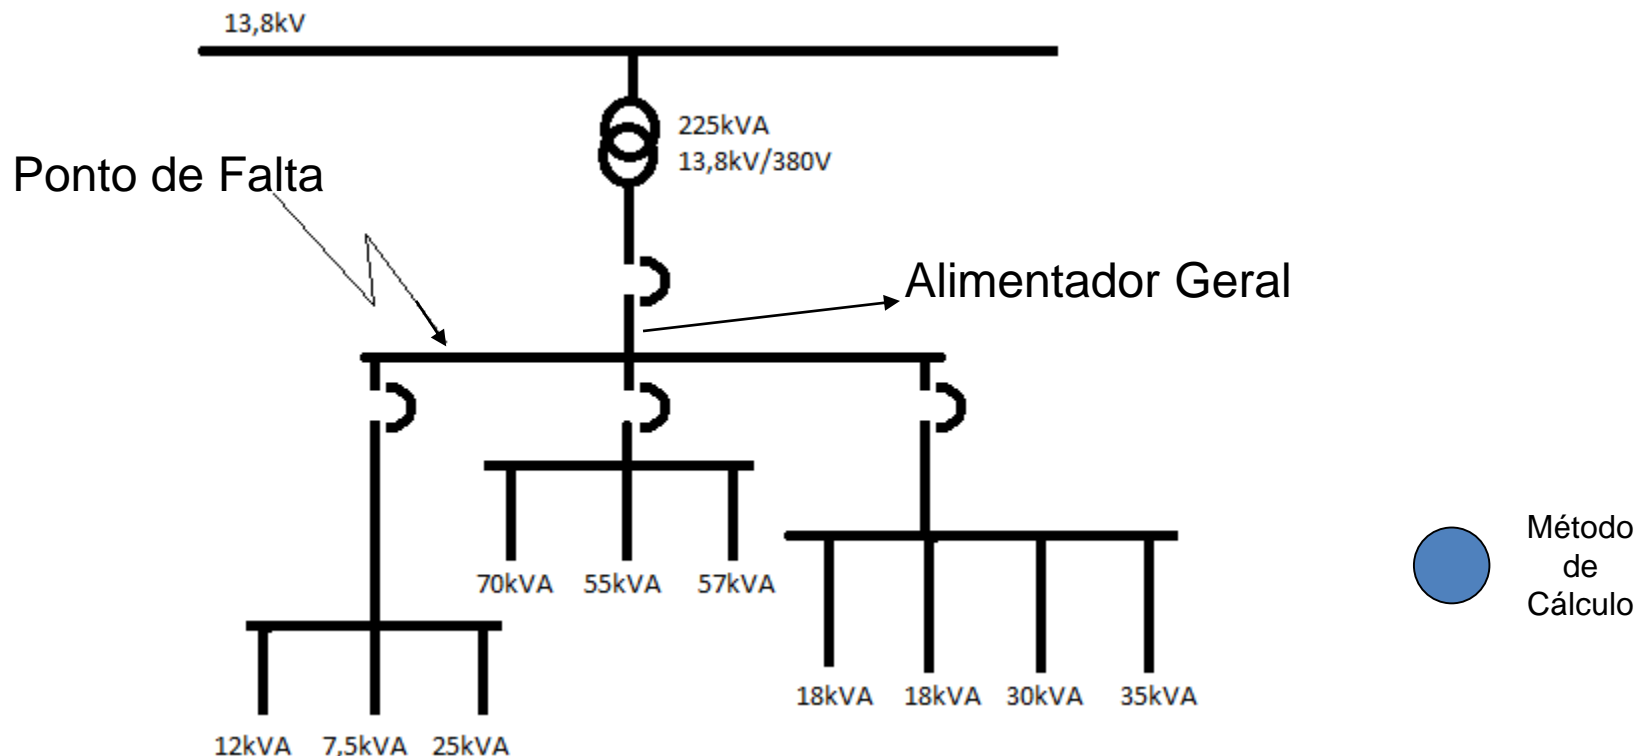 13,8kV
225kVA
13,8kV/380V
Ponto de Falta
Alimentador Geral
70kVA 55kVA 57kVA
Método
de
Cálculo
18kVA 18kVA 30kVA 35kVA
12kVA 7,5kVA 25kVA